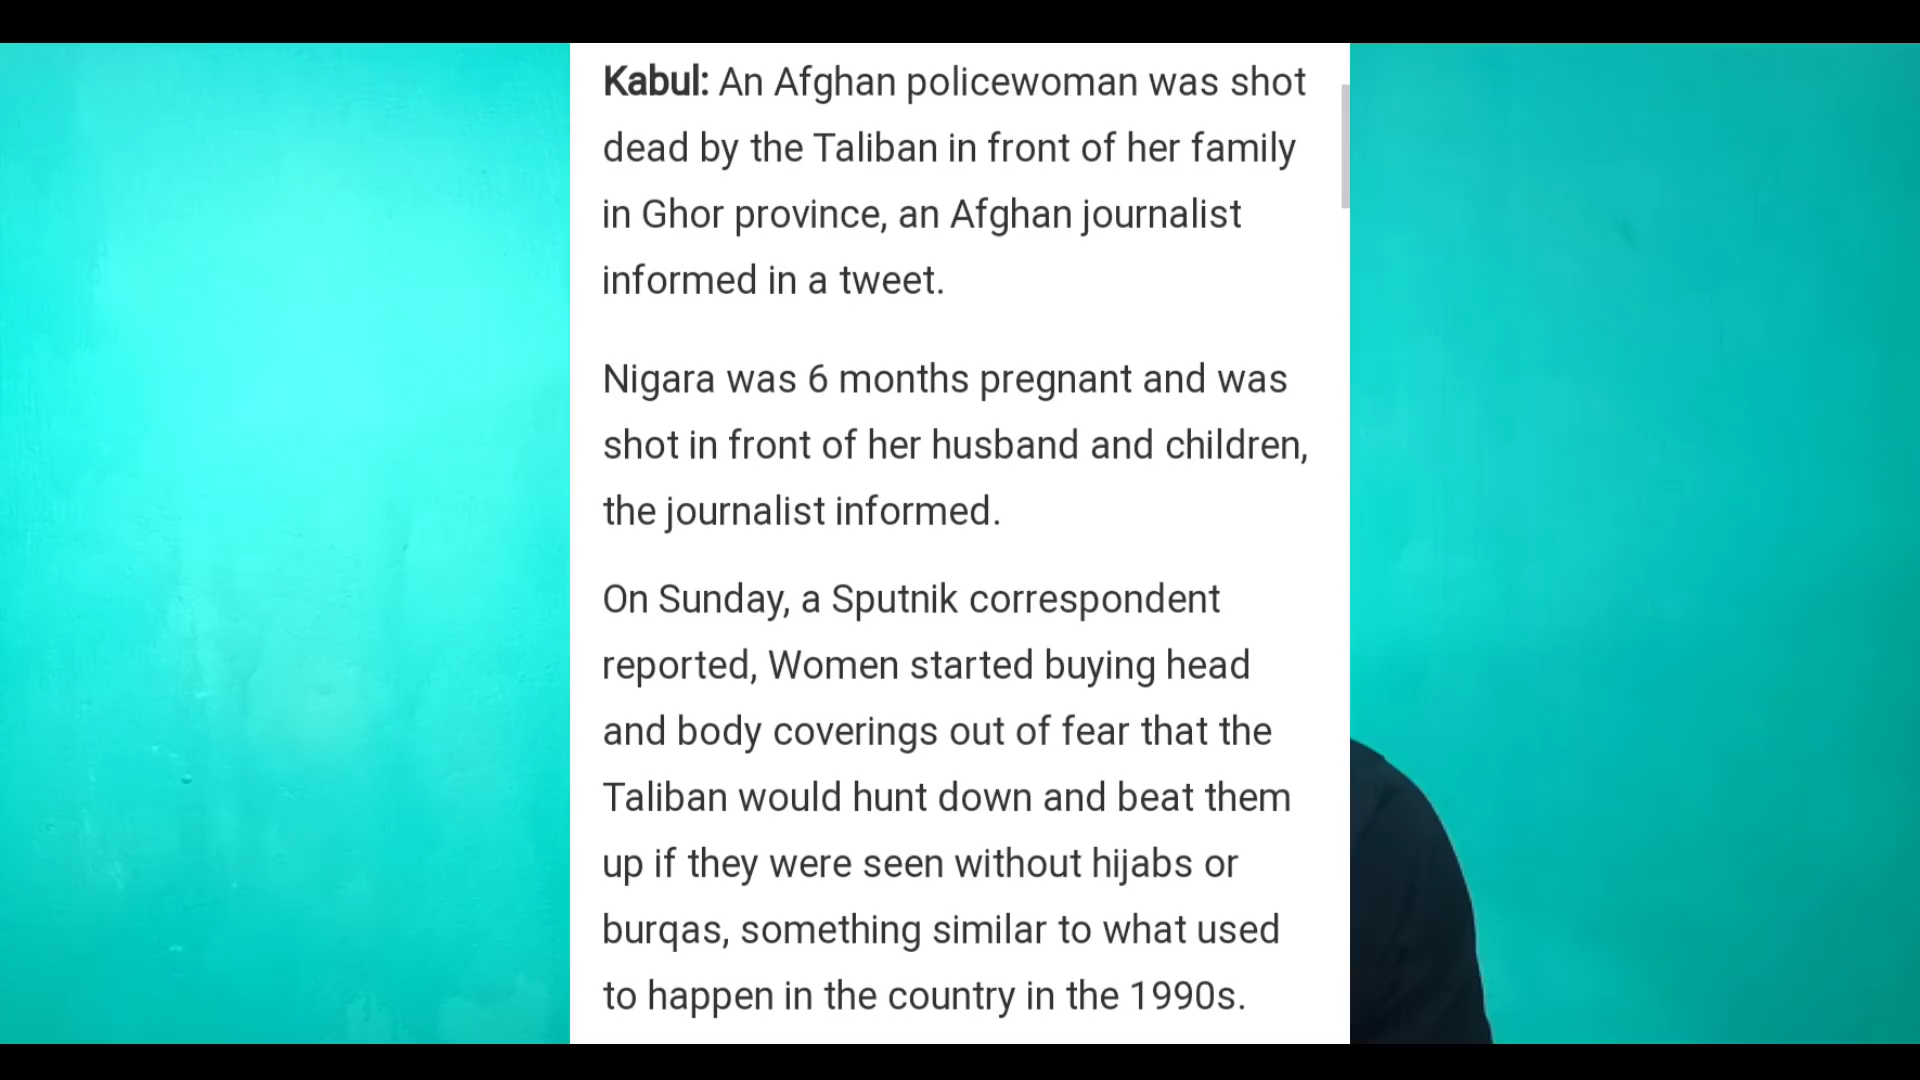 Kabul: An Afghan policewoman was shot
dead by the Taliban in front of her family
in Ghor province, an Afghan journalist
informed in a tweet.
Nigara was 6 months pregnant and was
shot in front of her husband and children,
the journalist informed.
On Sunday, a Sputnik correspondent
reported, Women started buying head
and body coverings out of fear that the
Taliban would hunt down and beat them
up if they were seen without hijabs or
burqas, something similar to what used
to happen in the country in the 1990s.